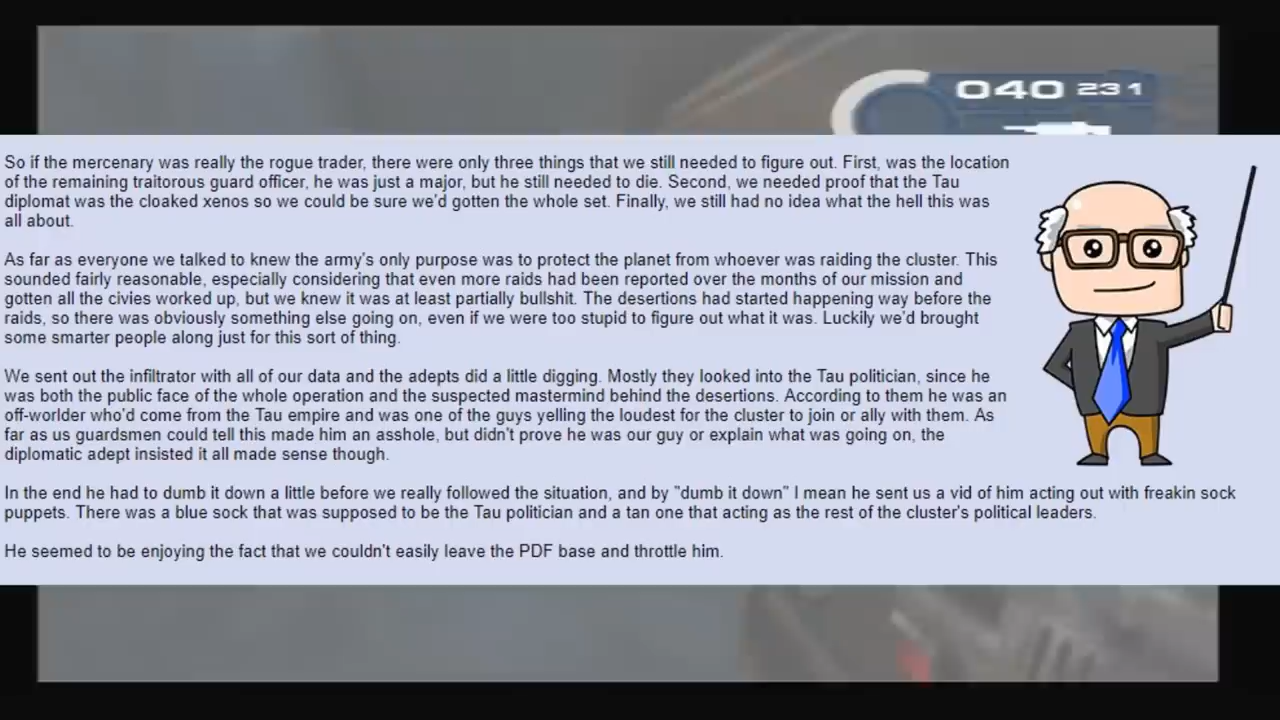 040 231
So if the mercenary was really the rogue trader, there were only three things that we still needed to figure out. First, was the location
of the remaining traitorous guard officer, he was just a major, but he still needed to die. Second, we needed proof that the Tau
diplomat was the cloaked xenos so we could be sure we'd gotten the whole set. Finally, we still had no idea what the hell this was
all about.
As far as everyone we talked to knew the army's only purpose was to protect the planet from whoever was raiding the cluster. This
sounded fairly reasonable, especially considering that even more raids had been reported over the months of our mission and
gotten all the civies worked up, but we knew it was at least partially bullshit. The desertions had started happening way before the
raids, so there was obviously something else going on, even if we were too stupid to figure out what it was. Luckily we'd brought
some smarter people along just for this sort of thing.
We sent out the infiltrator with all of our data and the adepts did a little digging. Mostly they looked into the Tau politician, since he
was both the public face of the whole operation and the suspected mastermind behind the desertions. According to them he was an
off-worlder who'd come from the Tau empire and was one of the guys yelling the loudest for the cluster to join or ally with them. As
far as us guardsmen could tell this made him an asshole, but didn't prove he was our guy or explain what was going on, the
diplomatic adept insisted it all made sense though.
In the end he had to dumb it down a little before we really followed the situation, and by "dumb it down" I mean he sent us a vid of him acting out with freakin sock
puppets. There was a blue sock that was supposed to be the Tau politician and a tan one that acting as the rest of the cluster's political leaders.
He seemed to be enjoying the fact that we couldn't easily leave the PDF base and throttle him.